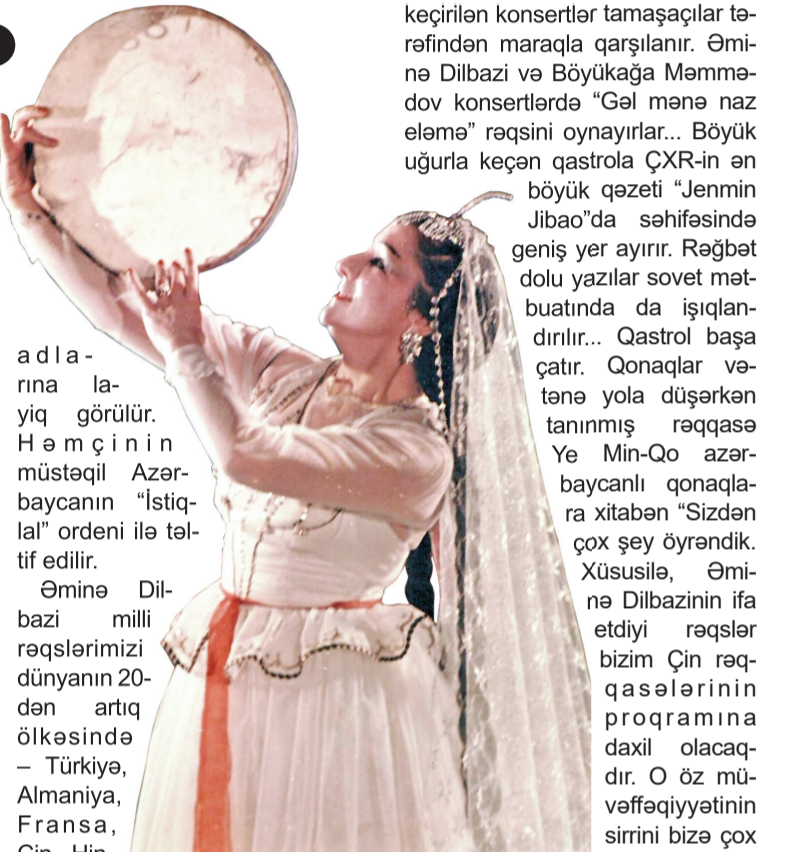 adla-
rına la-
yiq görülür.
Həmçinin
müstəqil Azər-
baycanın “İstiq-
lal” ordeni ilə təl-
tif edilir.
Əminə Dil-
bazi milli
rəqslərimizi
dünyanın 20-
dən artıq
ölkəsində
– Türkiyə,
Almaniya,
Fransa,
keçirilən konsertlər tamaşaçılar tə-
rəfindən maraqla qarşılanır. Əmi-
nə Dilbazi və Böyükağa Məmmə-
dov konsertlərdə “Gəl mənə naz
eləmə” rəqsini oynayırlar... Böyük
uğurla keçən qastrola ÇXR-in ən
böyük qəzeti “Jenmin
Jibao”da səhifəsində
geniş yer ayırır. Rəğbət
dolu yazılar sovet mət-
buatında da işıqlan-
dırılır... Qastrol başa
çatır. Qonaqlar və-
tənə yola düşərkən
tanınmış rəqqasə
Ye Min-Qo azər-
baycanlı qonaqla-
ra xitabən “Sizdən
çox şey öyrəndik.
Xüsusilə, Əmi-
nə Dilbazinin ifa
etdiyi rəqslər
bizim Çin rəq-
qasələrinin
proqramına
daxil olacaq-
dır. O öz mü-
vəffəqiyyətinin
sirrini bizə çox